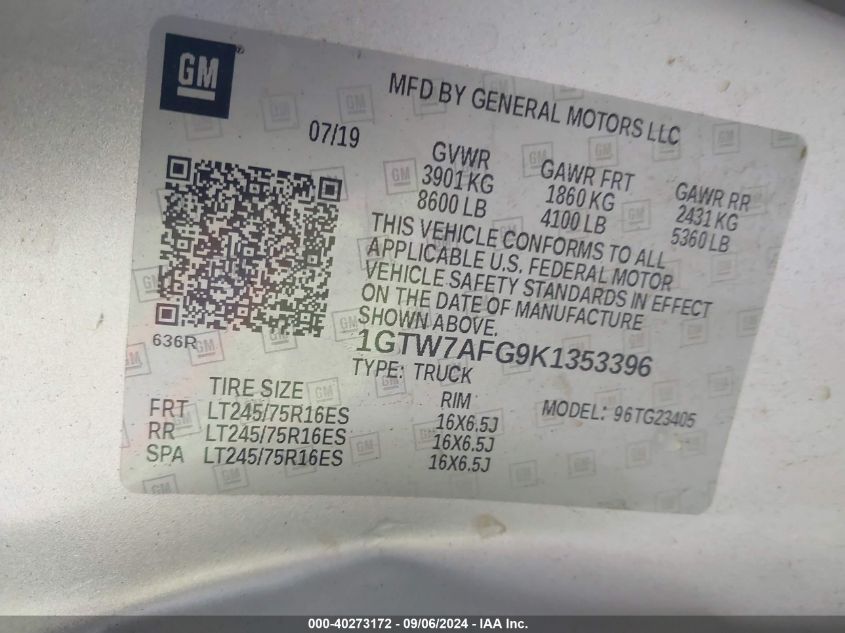 GM
MFD BY GENERAL MOTORS LLC
07/19
GVWR
3901 KG
8600 LB
GAWR FRT
1860 KG
4100 LB
GAWR RR
2431 KG
5360 LB
THIS VEHICLE CONFORMS TO ALL
APPLICABLE U.S. FEDERAL MOTOR
VEHICLE SAFETY STANDARDS IN EFFECT
ON THE DATE OF MANUFACTURE
SHOWN ABOVE.
636R
1GTW7AFG9K1353396
TYPE: TRUCK
TIRE SIZE
RIM
MODEL: 96TG23405
FRT LT245/75R16ES 16X6.5J
RR LT245/75R16ES 16X6.5J
SPA LT245/75R16ES 16X6.5J
000-40273172 - 09/06/2024 - IAA Inc.